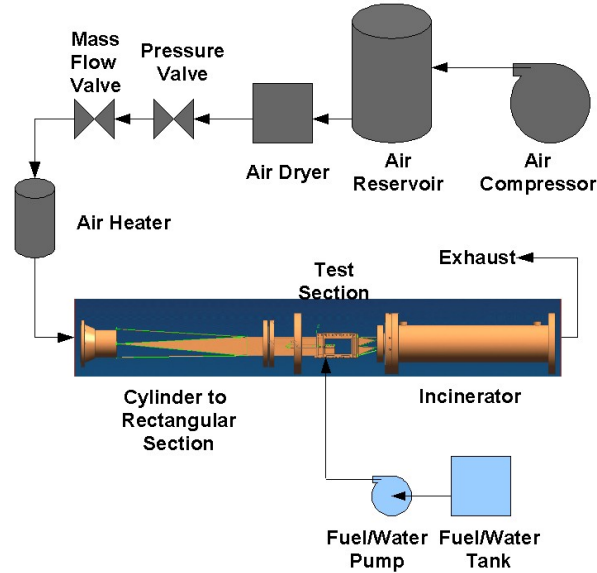 Mass
Flow
Valve
Pressure
Valve
Air Dryer
Air
Reservoir
Air
Compressor
Air Heater
Test
Section
Exhaust
Cylinder to
Rectangular
Section
Incinerator
Fuel/Water
Pump
Fuel/Water
Tank